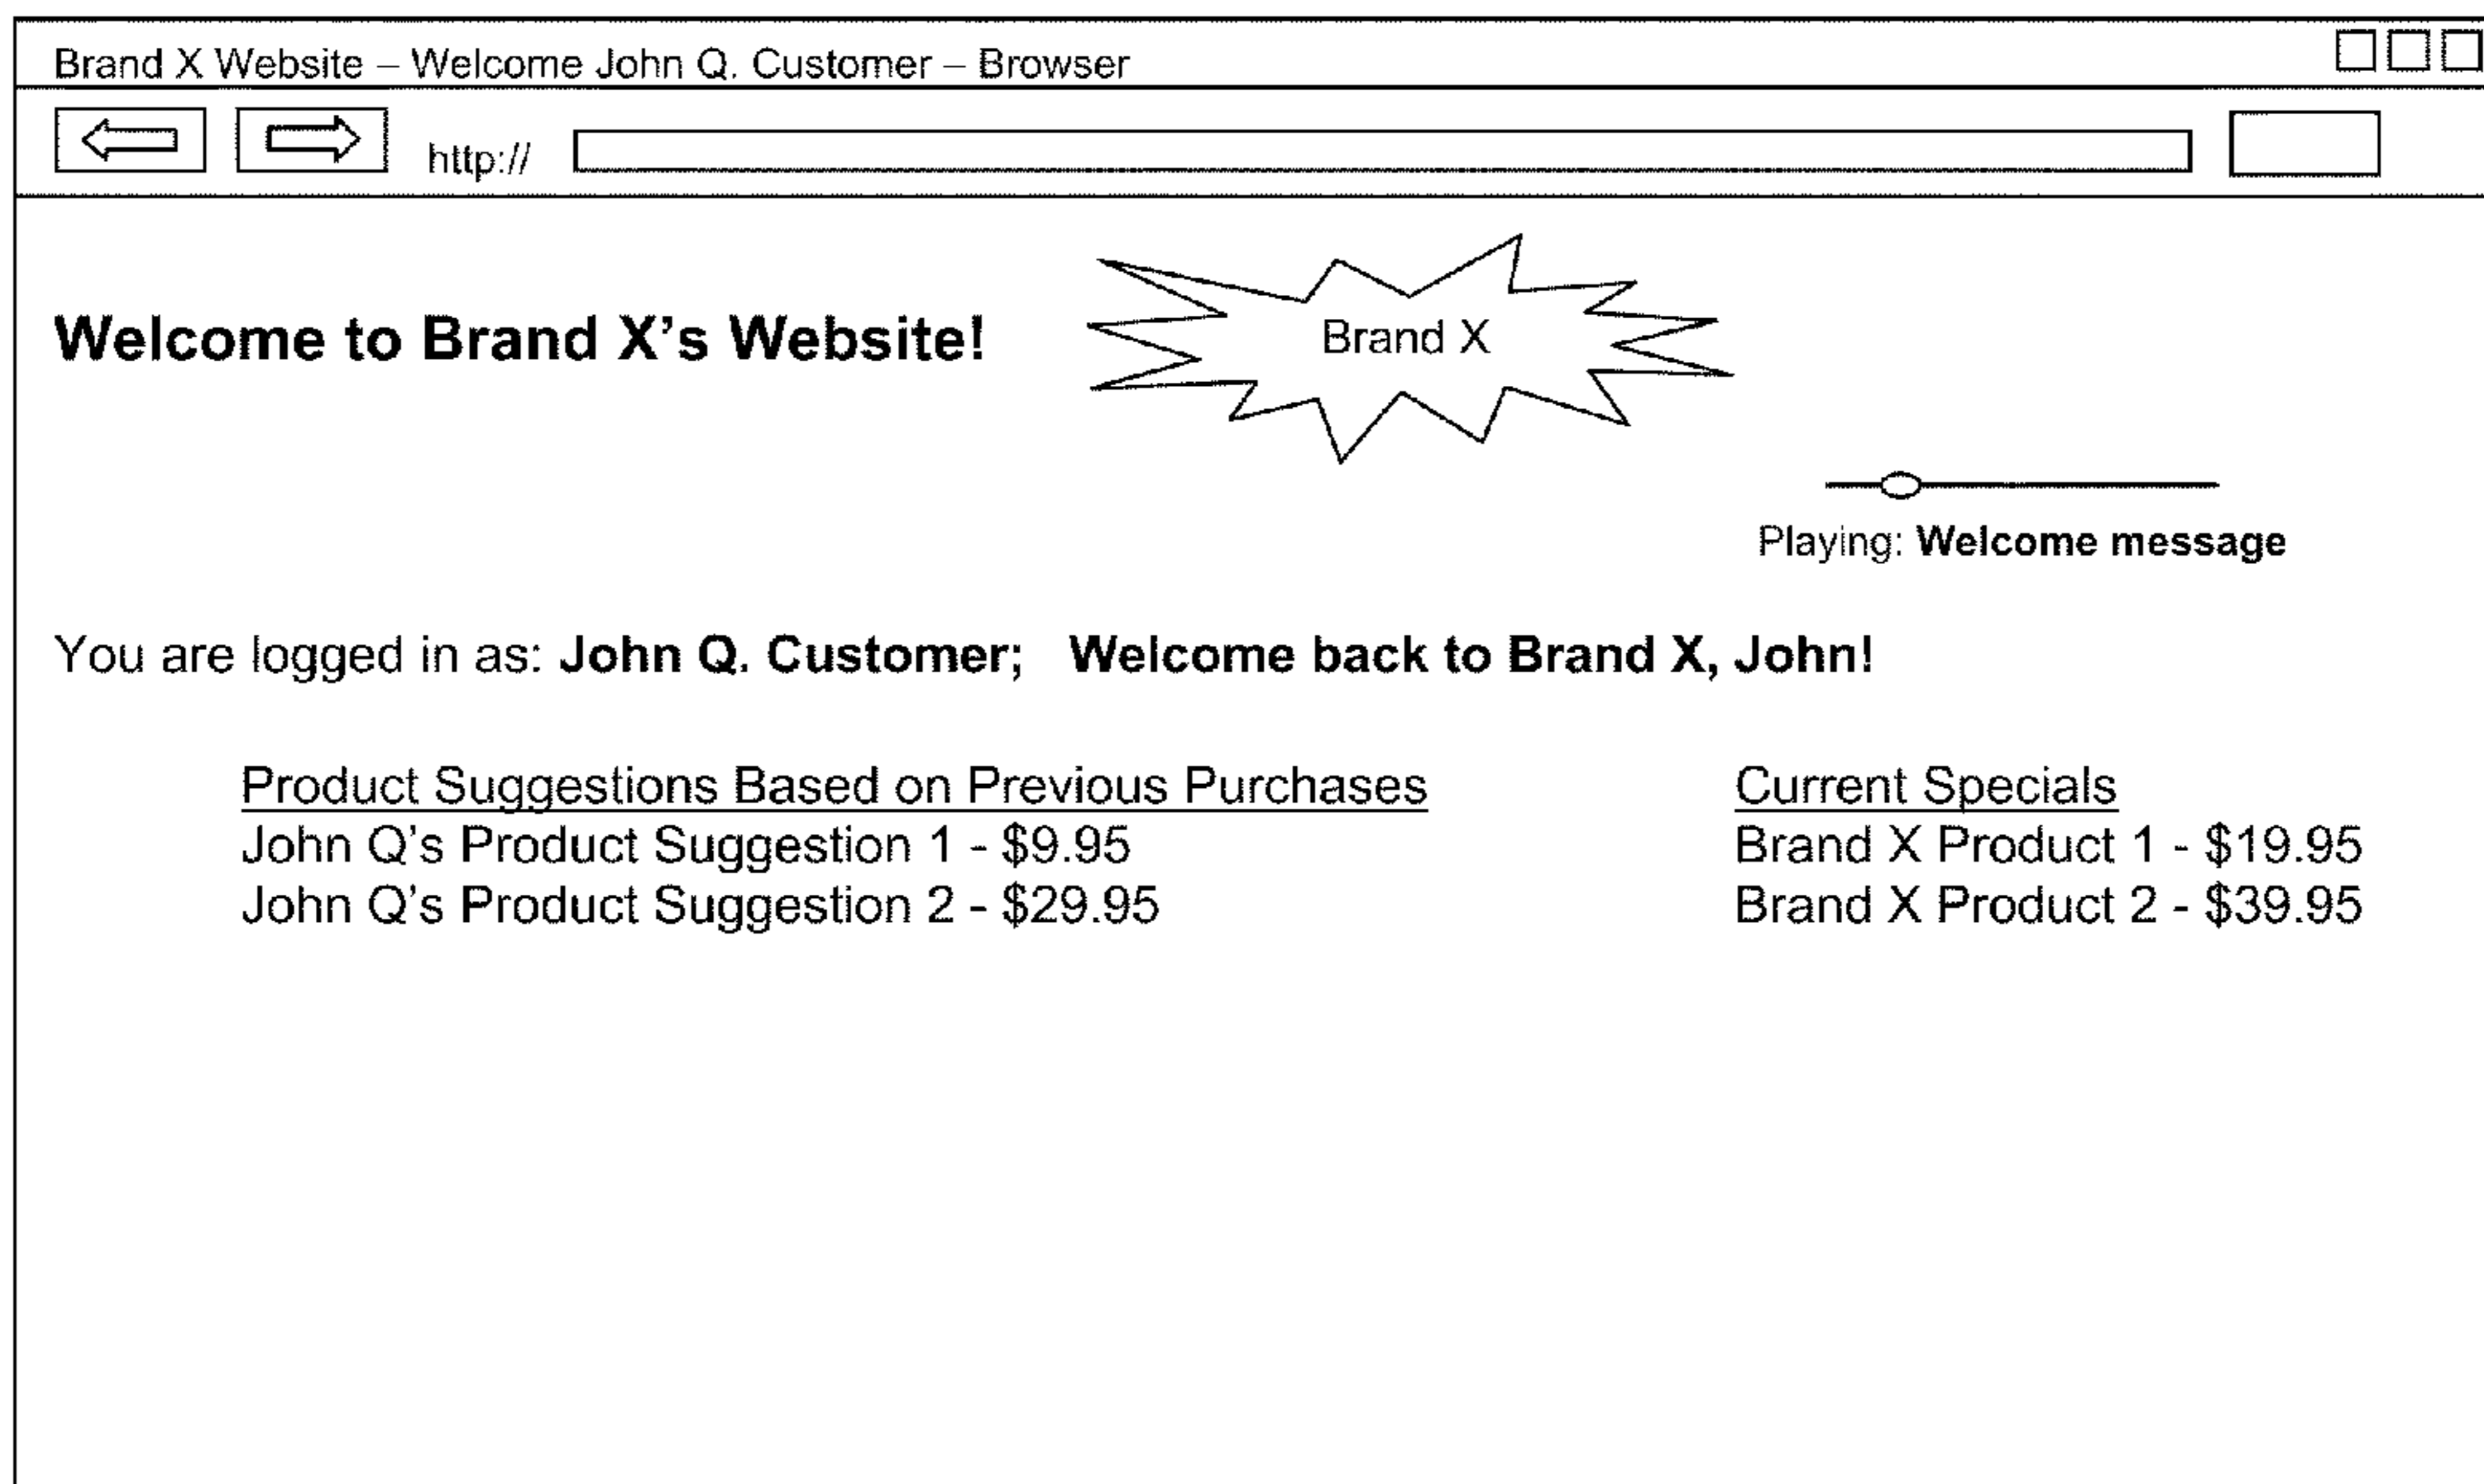 Brand X Website – Welcome John Q. Customer – Browser
http://
Welcome to Brand X's Website!
Brand X
Playing: Welcome message
You are logged in as: John Q. Customer; Welcome back to Brand X, John!
Product Suggestions Based on Previous Purchases
John Q's Product Suggestion 1 - $9.95
John Q's Product Suggestion 2 - $29.95
Current Specials
Brand X Product 1 - $19.95
Brand X Product 2 - $39.95